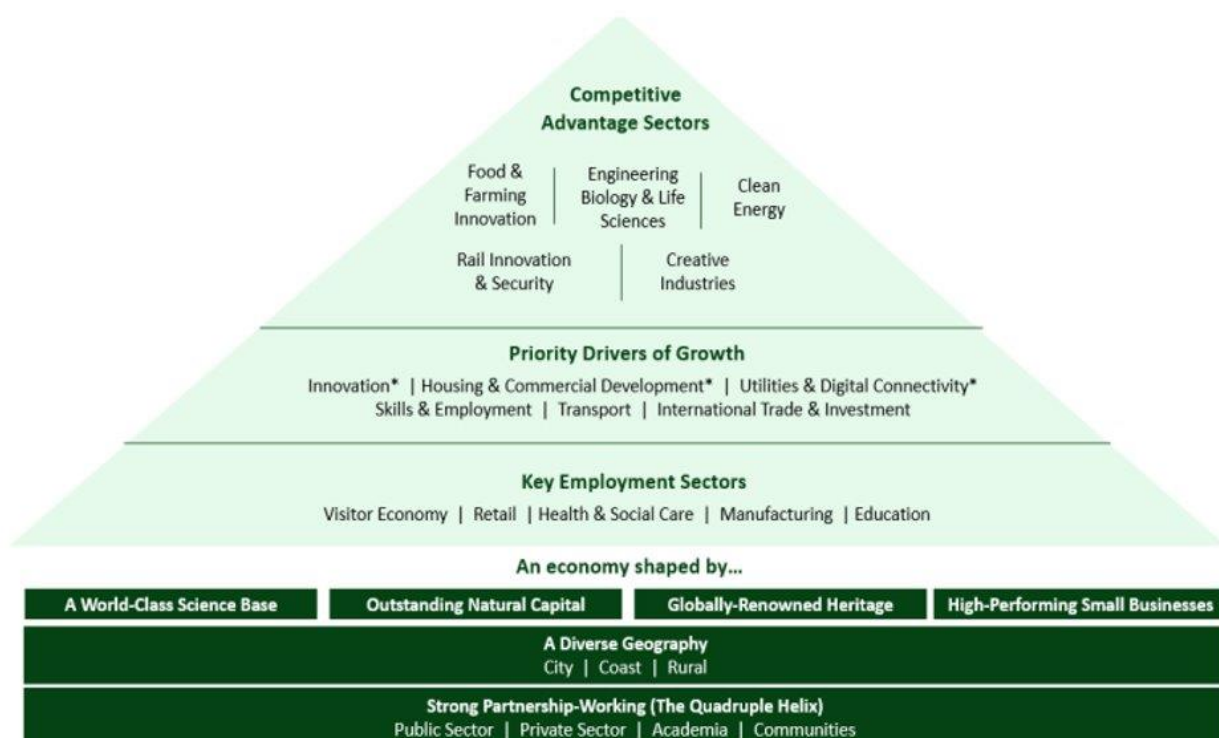 Competitive
Advantage Sectors
Food &
Farming
Innovation
Engineering
Biology & Life
Sciences
Clean
Energy
Rail Innovation
& Security
Creative
Industries
Priority Drivers of Growth
Innovation* | Housing & Commercial Development* | Utilities & Digital Connectivity*
Skills & Employment | Transport | International Trade & Investment
Key Employment Sectors
Visitor Economy | Retail | Health & Social Care | Manufacturing | Education
An economy shaped by...
A World-Class Science Base
Outstanding Natural Capital
Globally-Renowned Heritage
High-Performing Small Businesses
A Diverse Geography
City | Coast | Rural
Strong Partnership-Working (The Quadruple Helix)
Public Sector | Private Sector | Academia | Communities